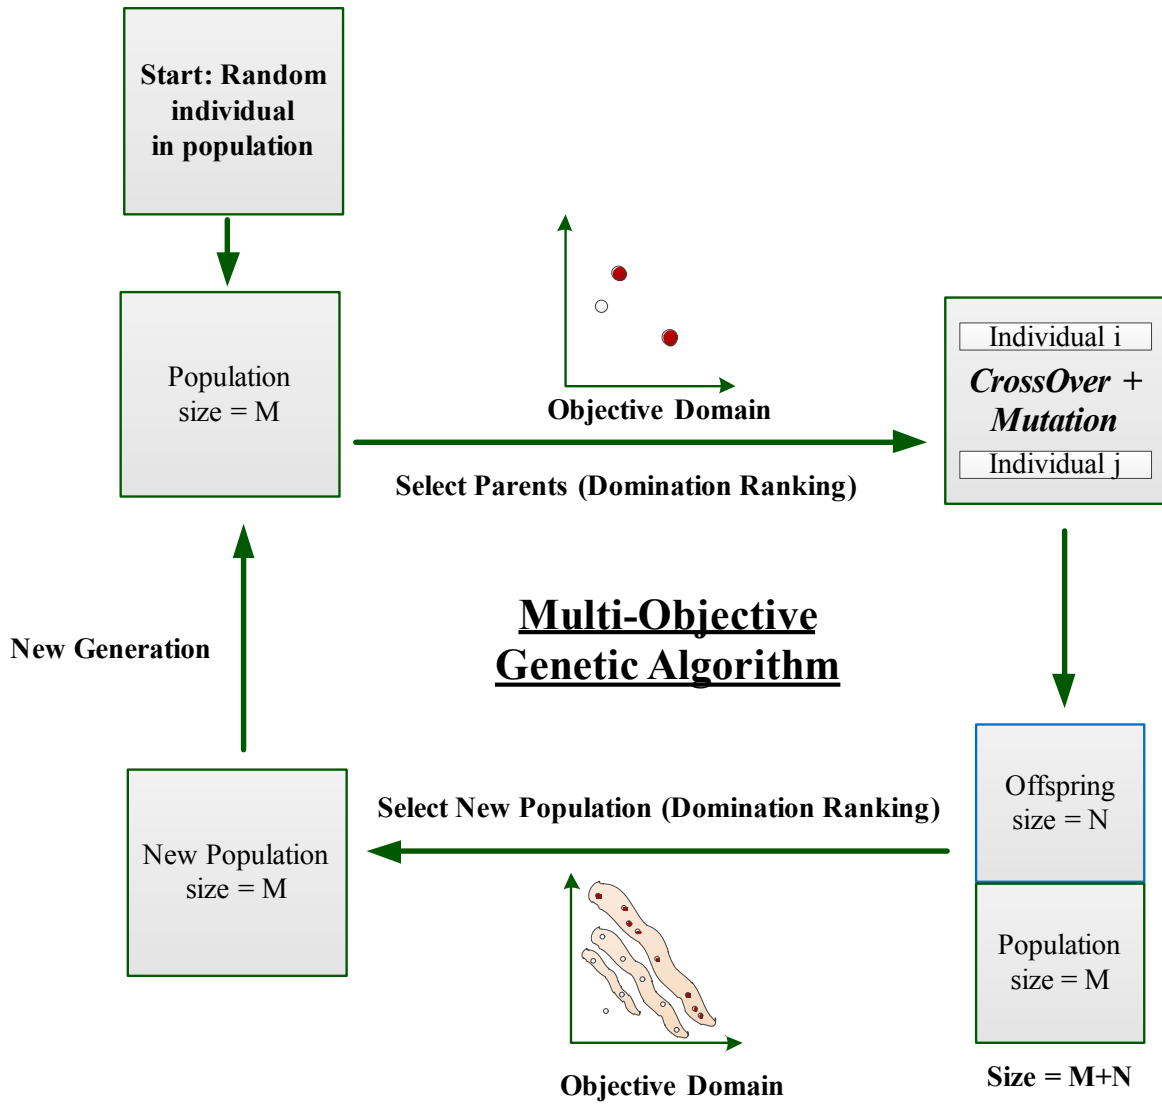 Start: Random
individual
in population
Population
size = M
Objective Domain
Select Parents (Domination Ranking)
Individual i
CrossOver +
Mutation
Individual j
Multi-Objective
Genetic Algorithm
New Generation
Offspring
size = N
Select New Population (Domination Ranking)
New Population
size = M
Population
size = M
Objective Domain
Size = M+N